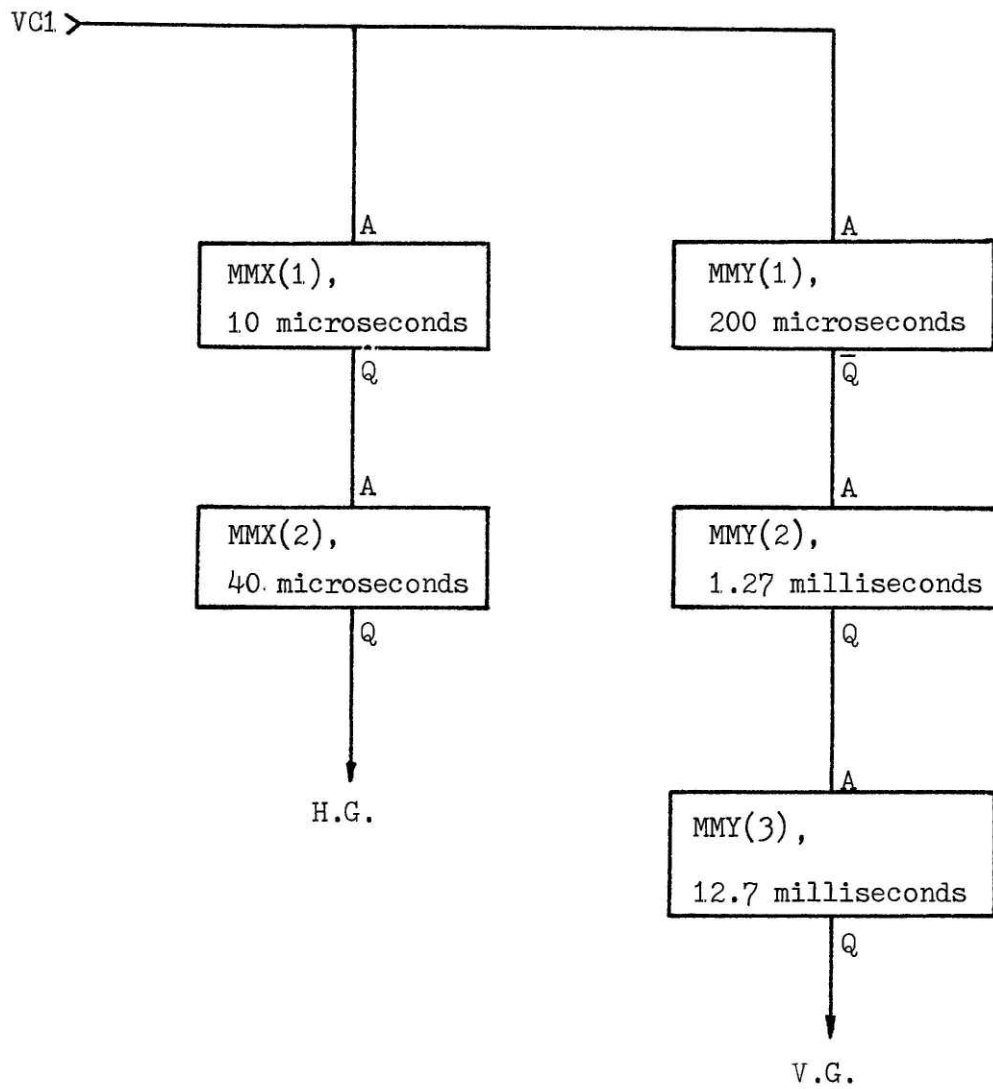 VC1
A
MMX(1),
10 microseconds
Q
A
MMX(2),
40 microseconds
Q
H.G.
A
MMY(1),
200 microseconds
Q̅
A
MMY(2),
1.27 milliseconds
Q
A
MMY(3),
12.7 milliseconds
Q
V.G.